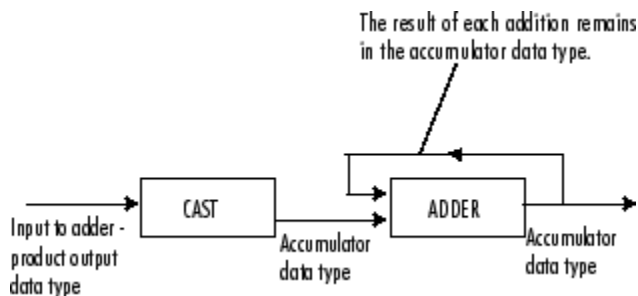 The result of each addition remains
in the accumulator data type.
CAST
ADDER
Input to adder -
product output
data type
Accumulator
data type
Accumulator
data type